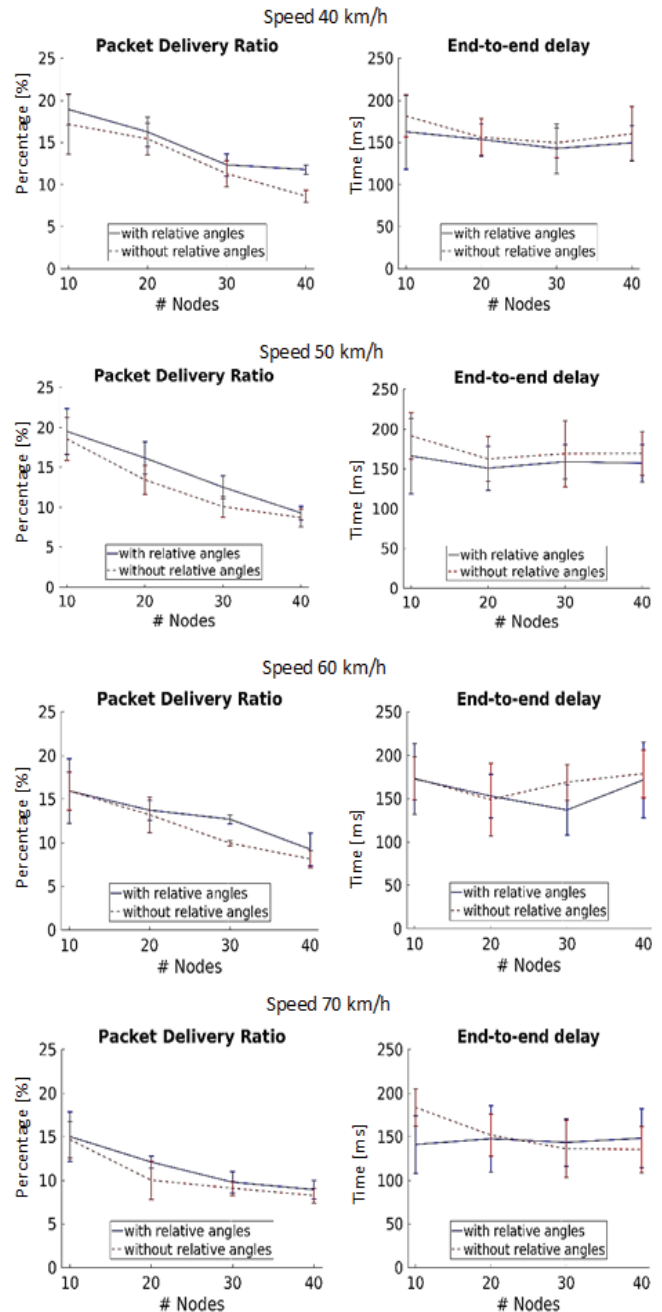 Speed 40 km/h
Packet Delivery Ratio
Percentage [%]
25
20
15
10
5
0
with relative angles
without relative angles
10 20 30 40
# Nodes
End-to-end delay
Time [ms]
250
200
150
100
50
0
with relative angles
without relative angles
10 20 30 40
# Nodes
Speed 50 km/h
Packet Delivery Ratio
Percentage [%]
25
20
15
10
5
0
with relative angles
without relative angles
10 20 30 40
# Nodes
End-to-end delay
Time [ms]
250
200
150
100
50
0
with relative angles
without relative angles
10 20 30 40
# Nodes
Speed 60 km/h
Packet Delivery Ratio
Percentage [%]
25
20
15
10
5
0
with relative angles
without relative angles
10 20 30 40
# Nodes
End-to-end delay
Time [ms]
250
200
150
100
50
0
with relative angles
without relative angles
10 20 30 40
# Nodes
Speed 70 km/h
Packet Delivery Ratio
Percentage [%]
25
20
15
10
5
0
with relative angles
without relative angles
10 20 30 40
# Nodes
End-to-end delay
Time [ms]
250
200
150
100
50
0
with relative angles
without relative angles
10 20 30 40
# Nodes